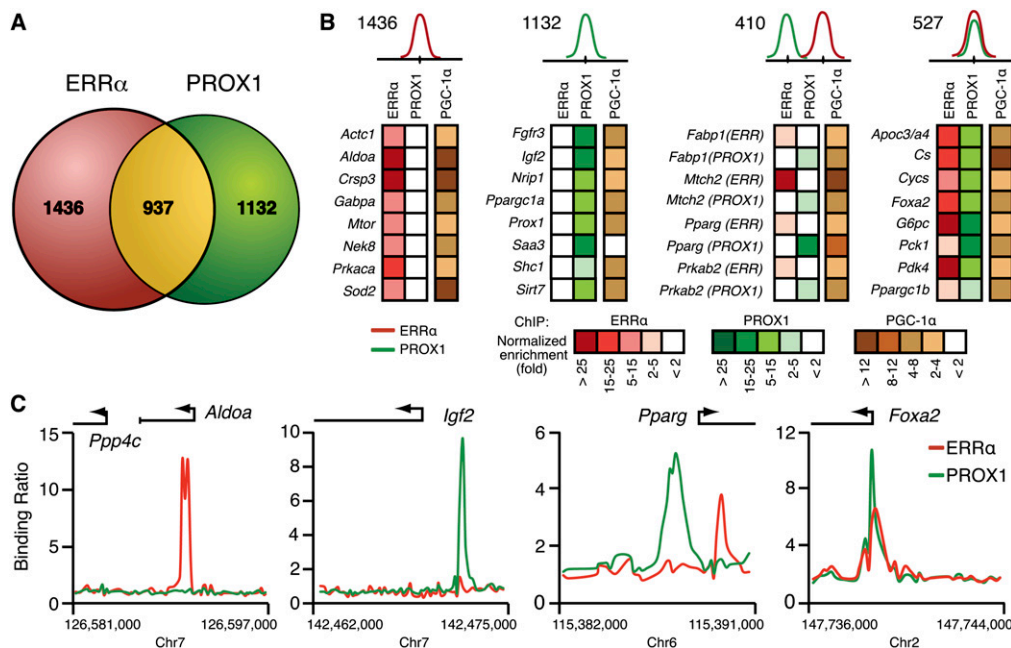 A
ERRα PROX1
1436 937 1132
B
1436
ERRα PROX1 PGC-1α
Actc1
Aldoa
Crsp3
Gabpa
Mtor
Nek8
Prkaca
Sod2
1132
ERRα PROX1 PGC-1α
Fgfr3
Igf2
Nrip1
Ppargc1a
Prox1
Saa3
Shc1
Sirt7
410
ERRα PROX1 PGC-1α
Fabp1(ERR)
Fabp1(PROX1)
Mtch2 (ERR)
Mtch2 (PROX1)
Pparg (ERR)
Pparg (PROX1)
Prkab2 (ERR)
Prkab2 (PROX1)
527
ERRα PROX1 PGC-1α
Apoc3/a4
Cs
Cycs
Foxa2
G6pc
Pck1
Pdk4
Ppargc1b
ERRα
PROX1
ChIP: ERRα PROX1 PGC-1α
Normalized
enrichment
(fold)
> 25 15-25 5-15 2-5 < 2
> 25 15-25 5-15 2-5 < 2
> 12 8-12 4-8 2-4 < 2
C
Ppp4c Aldoa
Binding Ratio
15
10
5
0
126,581,000 126,597,000
Chr7
Igf2
10
8
6
4
2
0
142,462,000 142,475,000
Chr7
Pparg
6
4
2
0
115,382,000 115,391,000
Chr6
Foxa2
12
8
4
0
147,736,000 147,744,000
Chr2
ERRα
PROX1